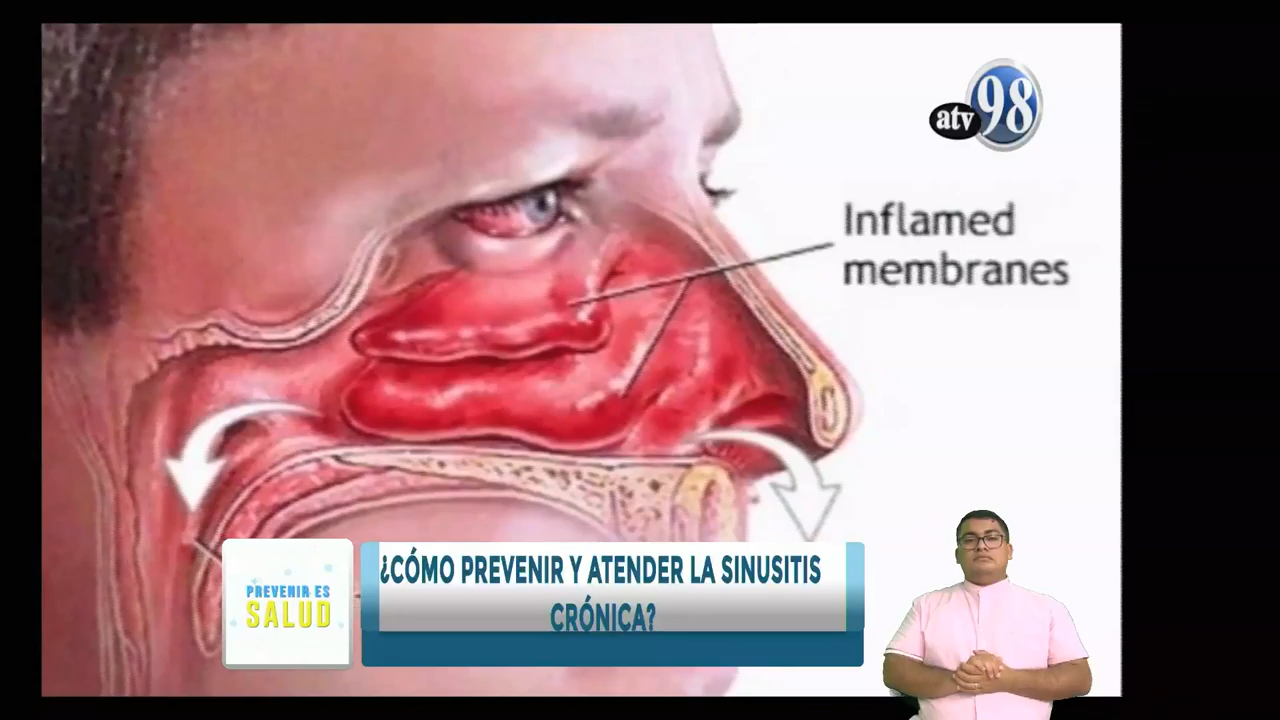 atv 98
Inflamed
membranes
PREVENIR ES
SALUD
¿CÓMO PREVENIR Y ATENDER LA SINUSITIS
CRÓNICA?